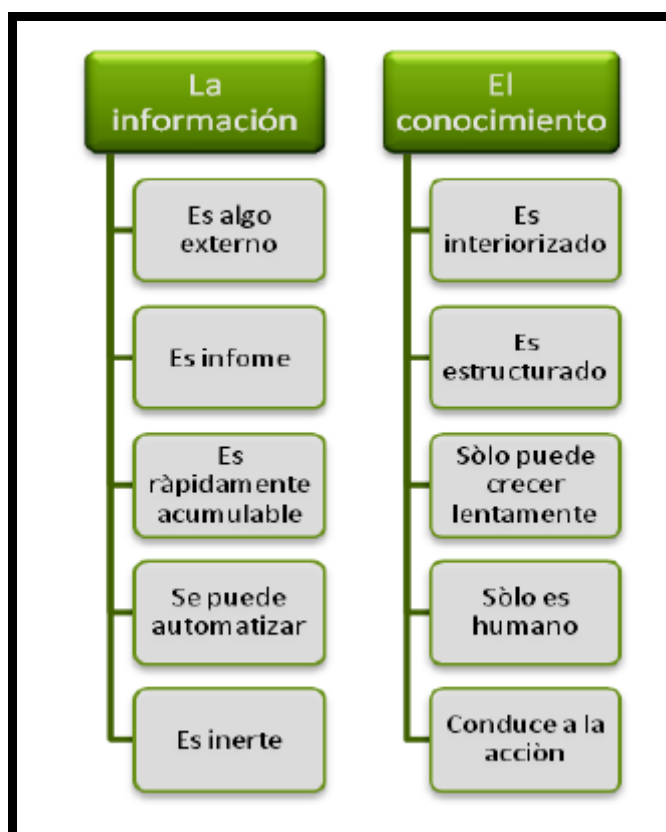 La
información
Es algo
externo
Es infome
Es
ràpidamente
acumulable
Se puede
automatizar
Es inerte
El
conocimiento
Es
interiorizado
Es
estructurado
Sòlo puede
crecer
lentamente
Sòlo es
humano
Conduce a la
acciòn